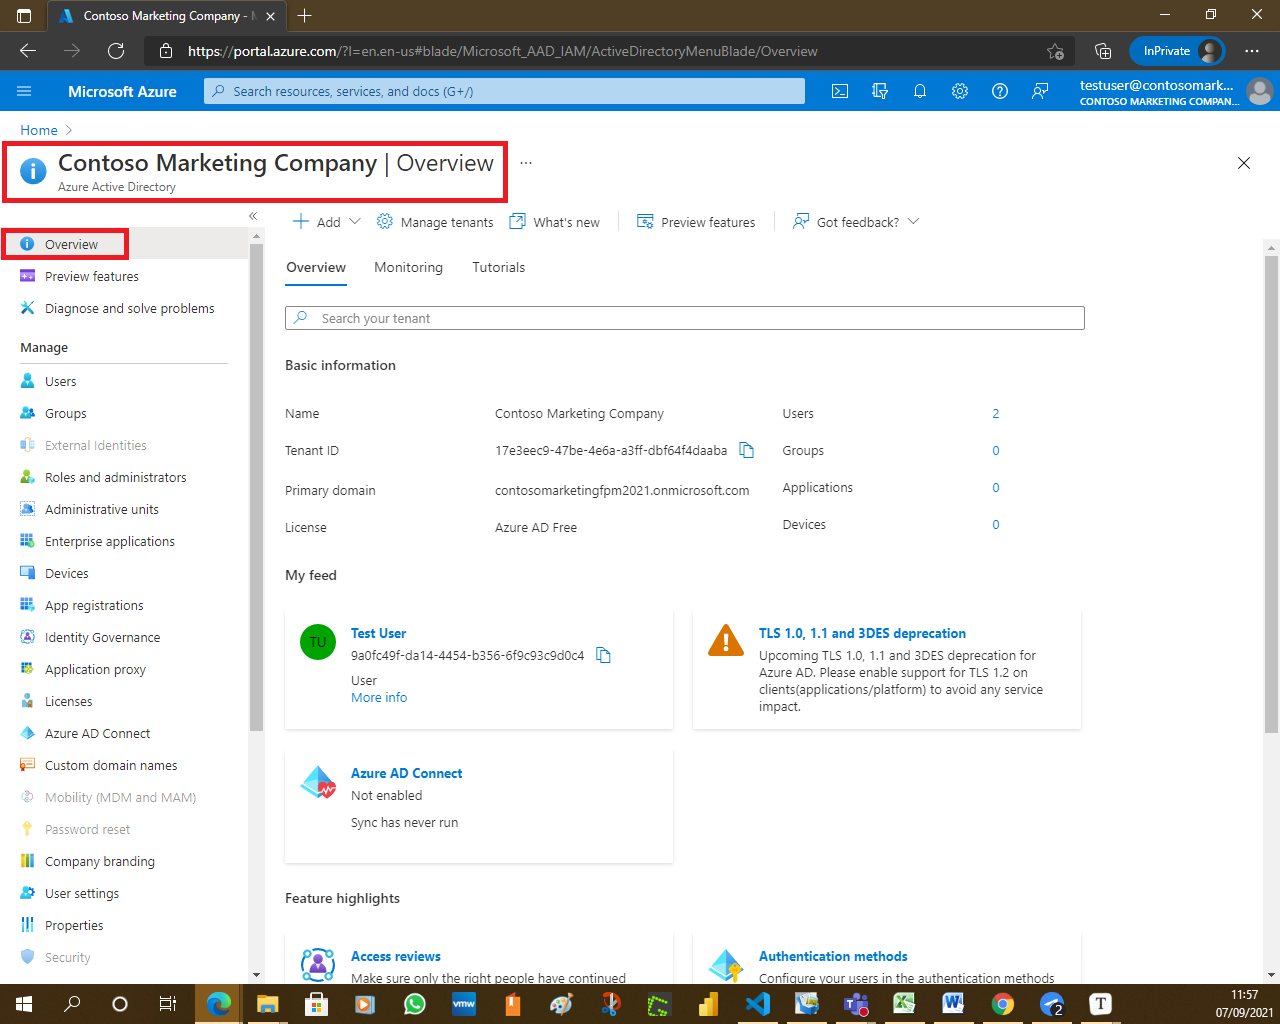 Contoso Marketing Company - M
https://portal.azure.com/?l=en.en-us#blade/Microsoft_AAD_IAM/ActiveDirectoryMenuBlade/Overview
InPrivate
Microsoft Azure
Search resources, services, and docs (G+/)
testuser@contosomark...
CONTOSO MARKETING COMPAN...
Home
Contoso Marketing Company | Overview
...
Azure Active Directory
Overview
Preview features
Diagnose and solve problems
Manage
Users
Groups
External Identities
Roles and administrators
Administrative units
Enterprise applications
Devices
App registrations
Identity Governance
Application proxy
Licenses
Azure AD Connect
Custom domain names
Mobility (MDM and MAM)
Password reset
Company branding
User settings
Properties
Security
Add
Manage tenants
What's new
Preview features
Got feedback?
Overview
Monitoring
Tutorials
Search your tenant
Basic information
Name
Contoso Marketing Company
Users
2
Tenant ID
17e3eec9-47be-4e6a-a3ff-dbf64f4daaba
Groups
0
Primary domain
contosomarketingfpm2021.onmicrosoft.com
Applications
0
License
Azure AD Free
Devices
0
My feed
TU
Test User
9a0fc49f-da14-4454-b356-6f9c93c9d0c4
User
More info
TLS 1.0, 1.1 and 3DES deprecation
Upcoming TLS 1.0, 1.1 and 3DES deprecation for
Azure AD. Please enable support for TLS 1.2 on
clients(applications/platform) to avoid any service
impact.
Azure AD Connect
Not enabled
Sync has never run
Feature highlights
Access reviews
Make sure only the right people have continued
Authentication methods
Configure your users in the authentication methods
vmw
2
T
11:57
07/09/2021